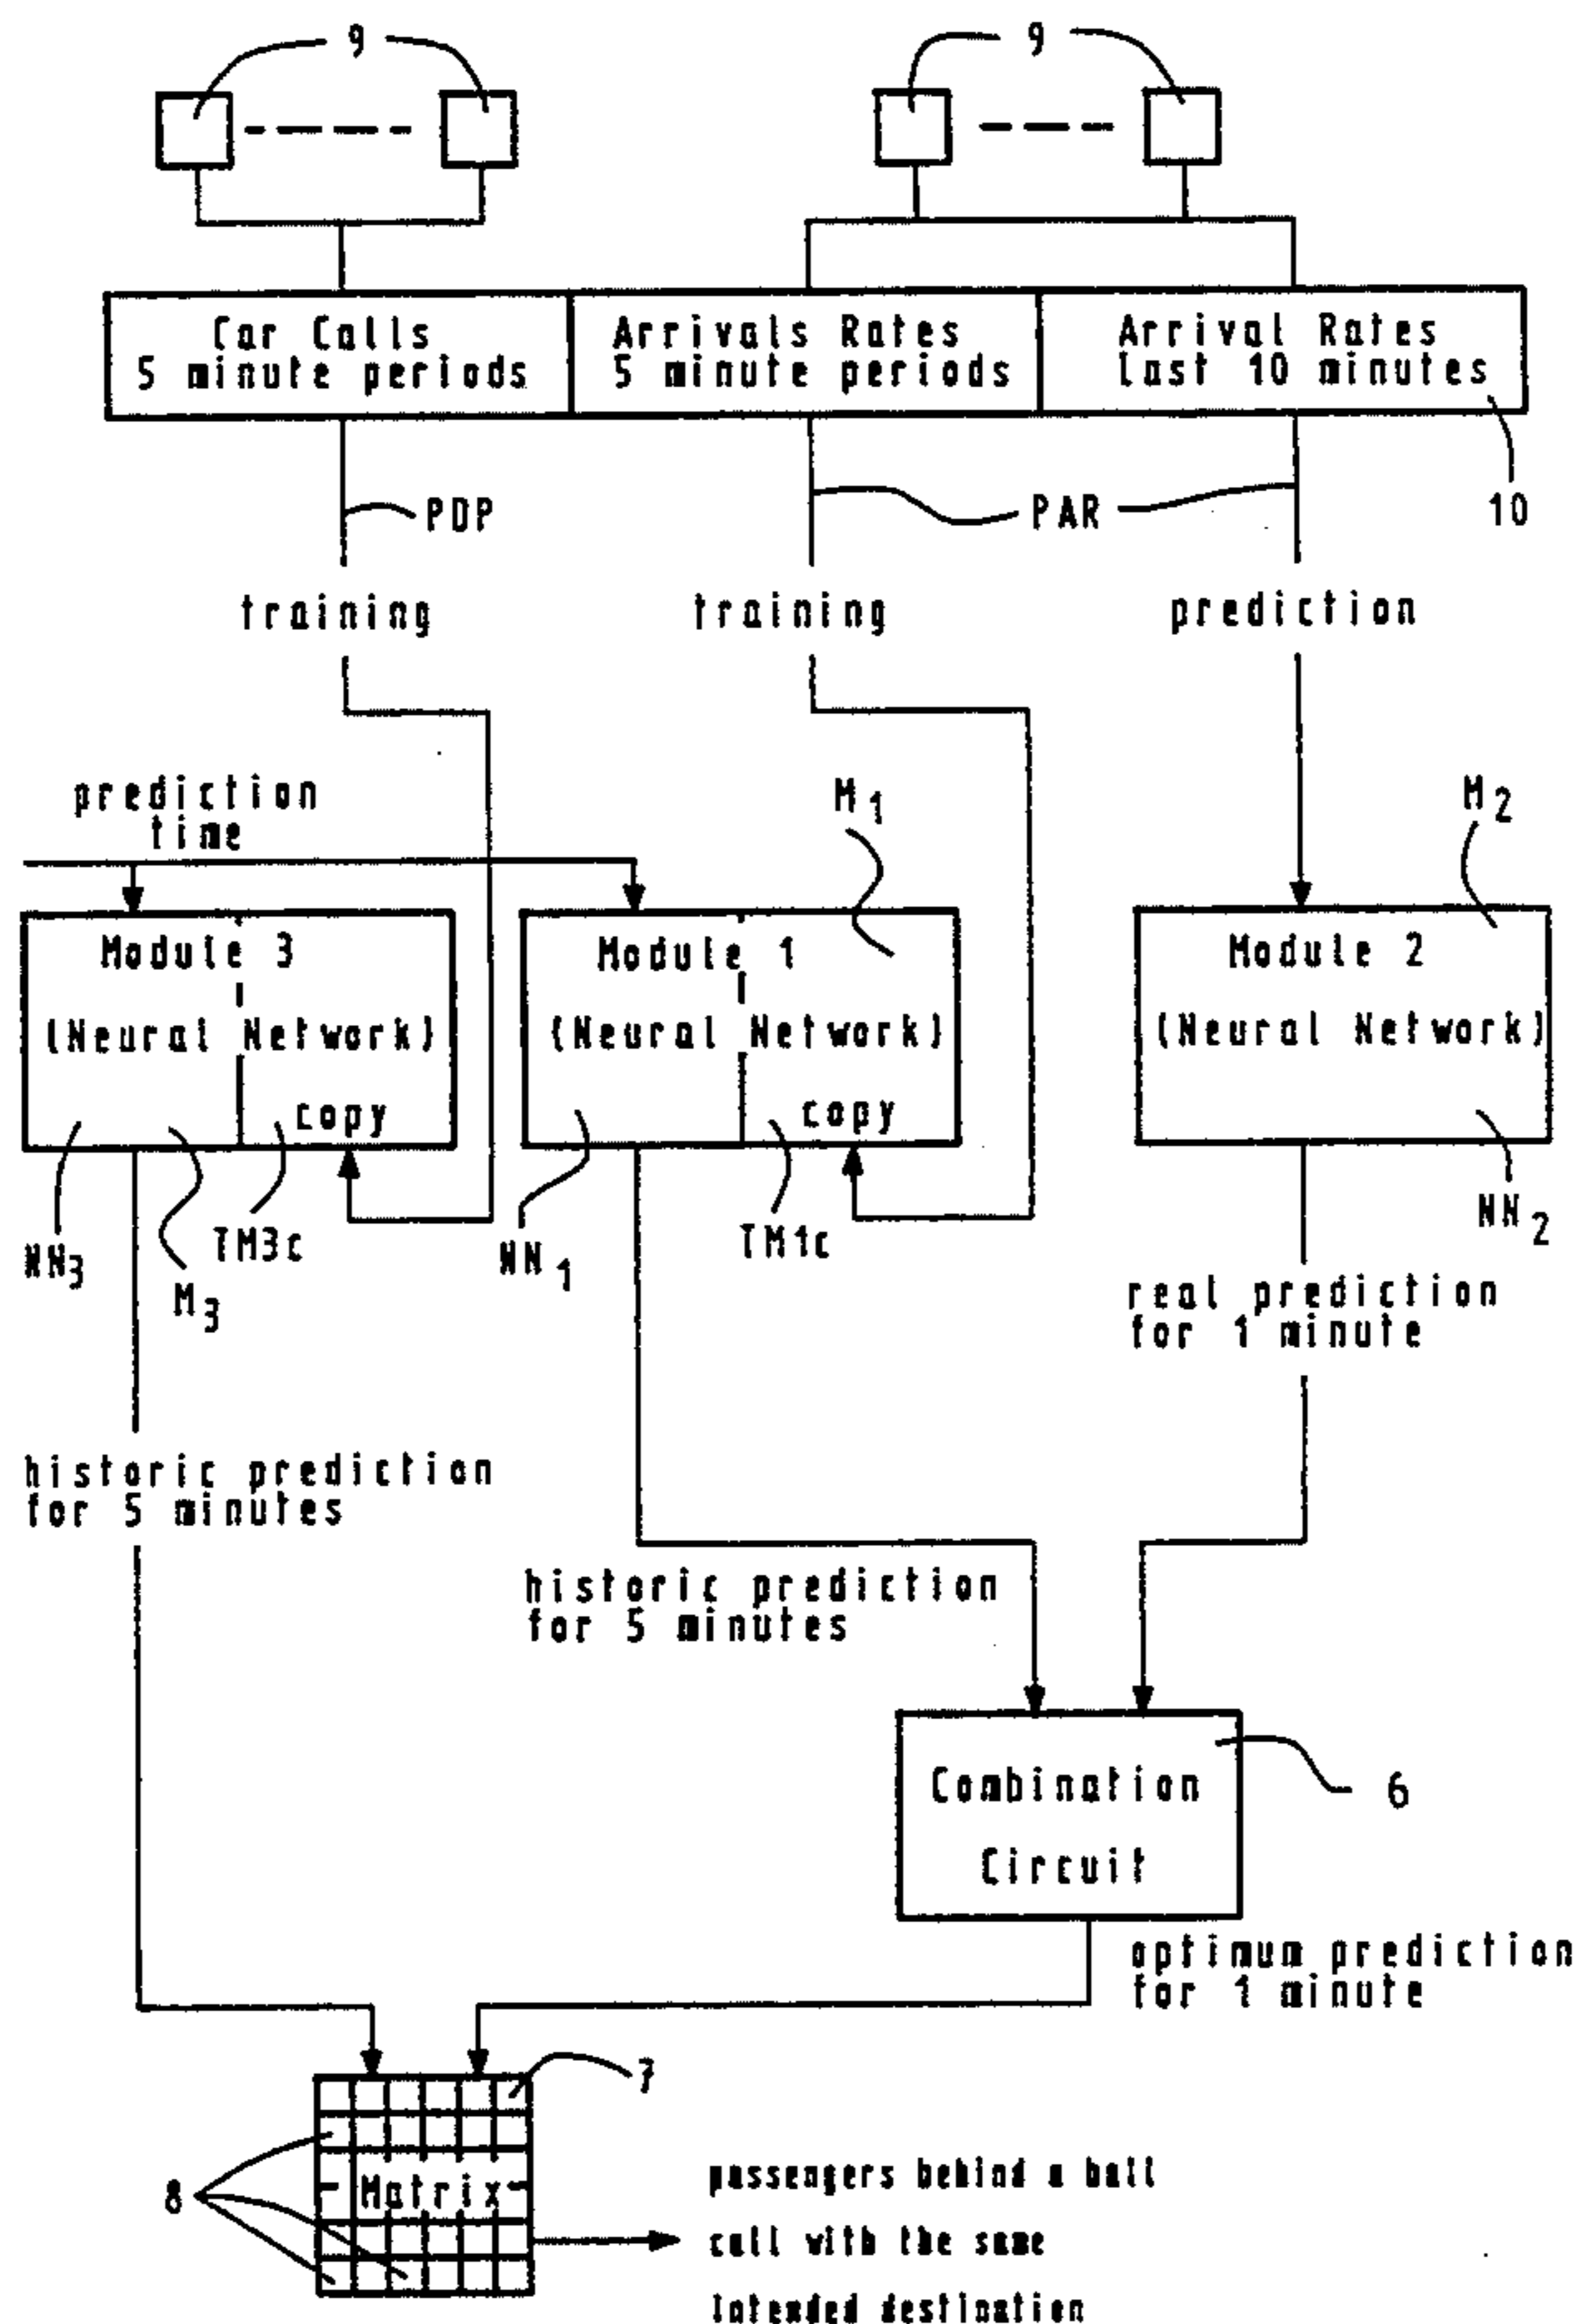 9
9
Car Calls
5 minute periods
Arrivals Rates
5 minute periods
Arrival Rates
last 10 minutes
10
PDP
PAR
training
training
prediction
prediction
time
M1
M2
Module 3
(Neural Network)
copy
Module 1
(Neural Network)
copy
Module 2
(Neural Network)
NN3
M3
TM3c
NN1
TM1c
NN2
real prediction
for 1 minute
historic prediction
for 5 minutes
historic prediction
for 5 minutes
Combination
Circuit
6
optimum prediction
for 1 minute
7
8
Matrix
passengers behind a hall
call with the same
intended destination